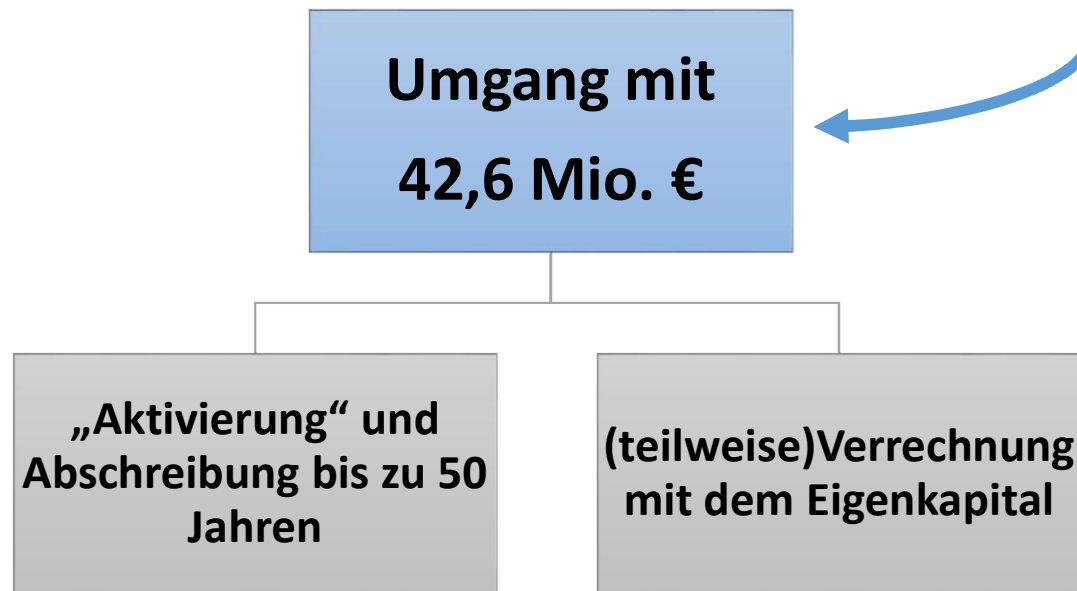 Umgang mit
42,6 Mio. €
„Aktivierung“ und
Abschreibung bis zu 50
Jahren
(teilweise)Verrechnung
mit dem Eigenkapital